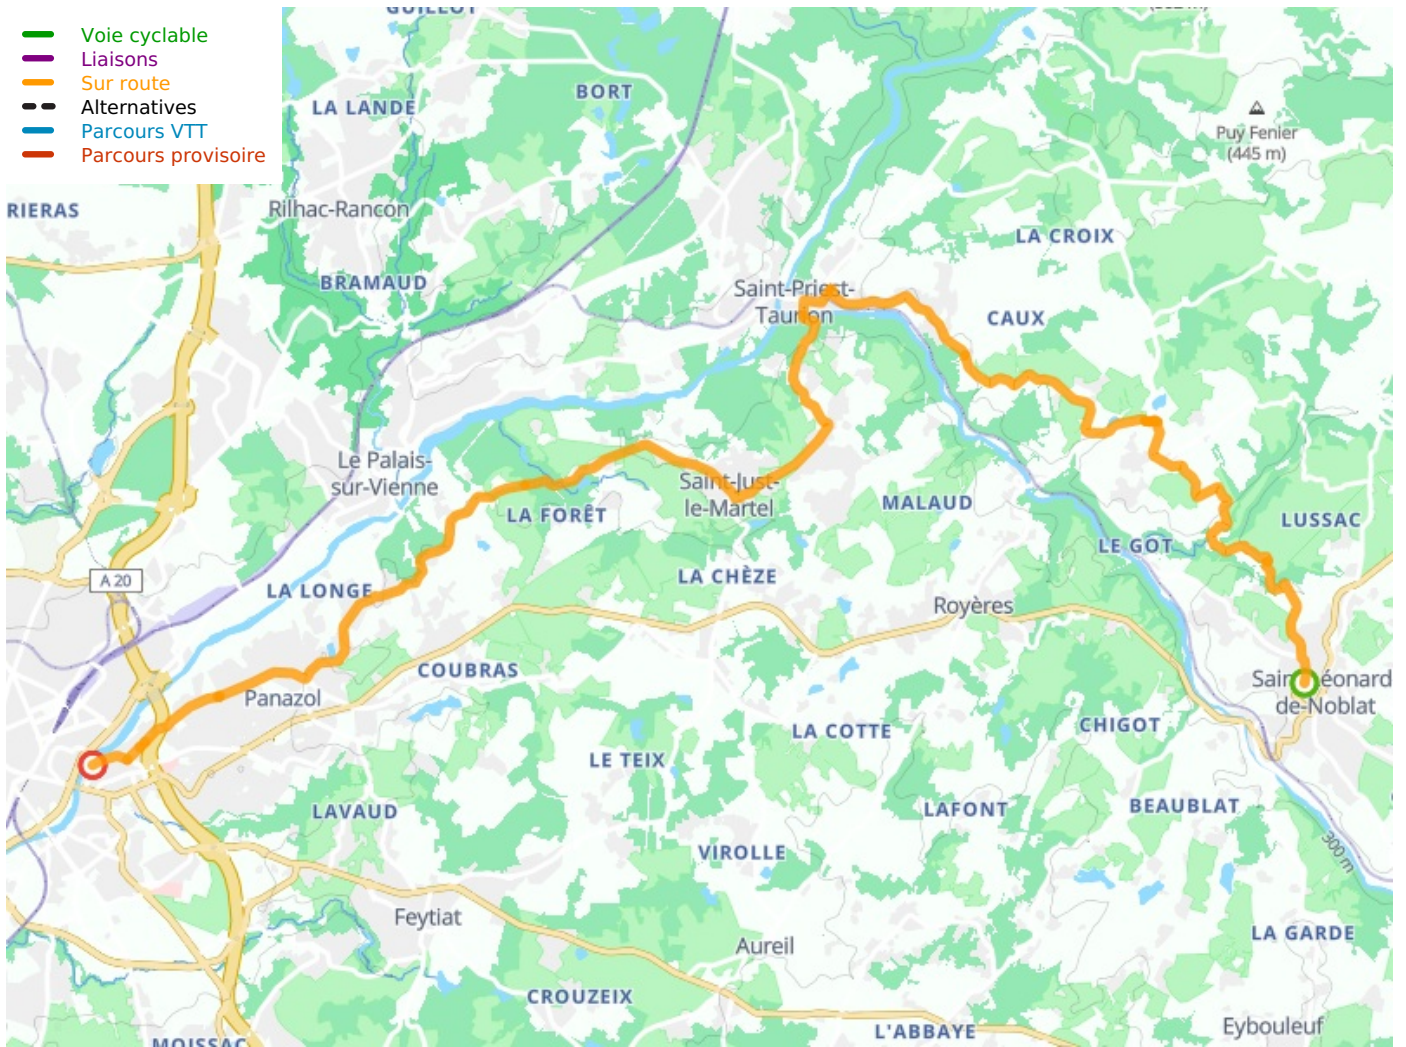 Voie cyclable
Liaisons
Sur route
Alternatives
Parcours VTT
Parcours provisoire
GUILLOT
LA LANDE
BORT
Puy Fenier
(445 m)
RIERAS
Rilhac-Rancon
LA CROIX
BRAMAUD
Saint-Priest-
Taurion
CAUX
Le Palais-
sur-Vienne
Saint-Just-
le-Martel
LA FORÊT
MALAUD
LUSSAC
LE GOT
A 20
LA LONGE
LA CHÈZE
Royères
COUBRAS
Panazol
Saint-Léonard
de-Noblat
CHIGOT
LA COTTE
LE TEIX
LAVAUD
LAFONT
BEAUBLAT
VIROLLE
300 m
Feytiat
Aureil
LA GARDE
CROUZEIX
L'ABBAYE
Eybouleuf
MOISSAC